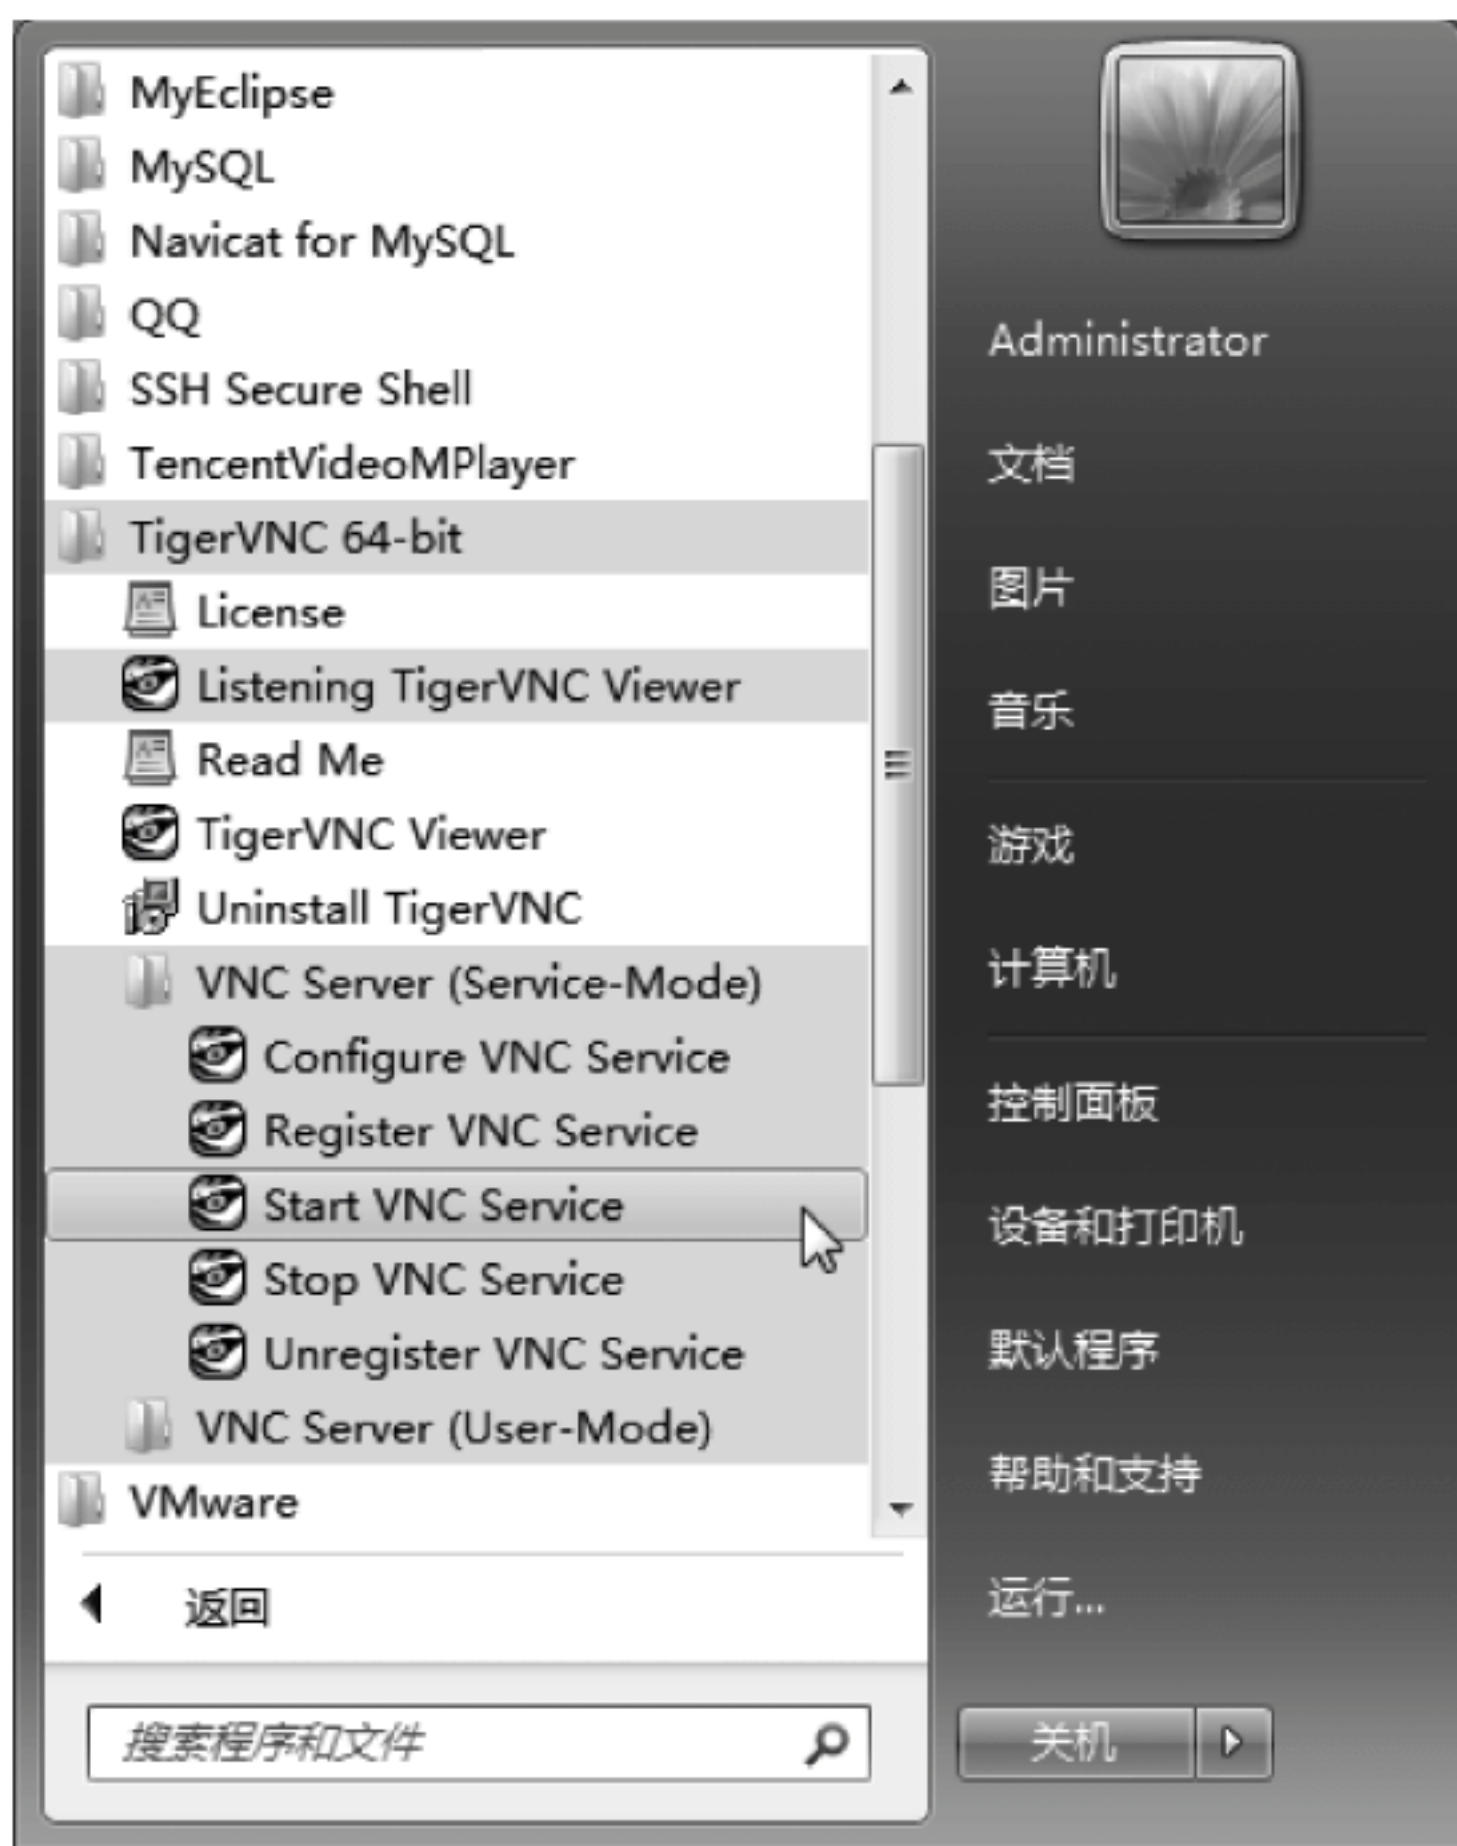 MyEclipse
MySQL
Navicat for MySQL
QQ
SSH Secure Shell
TencentVideoMPlayer
TigerVNC 64-bit
License
Listening TigerVNC Viewer
Read Me
TigerVNC Viewer
Uninstall TigerVNC
VNC Server (Service-Mode)
Configure VNC Service
Register VNC Service
Start VNC Service
Stop VNC Service
Unregister VNC Service
VNC Server (User-Mode)
VMware
返回
搜索程序和文件
Administrator
文档
图片
音乐
游戏
计算机
控制面板
设备和打印机
默认程序
帮助和支持
运行...
关机